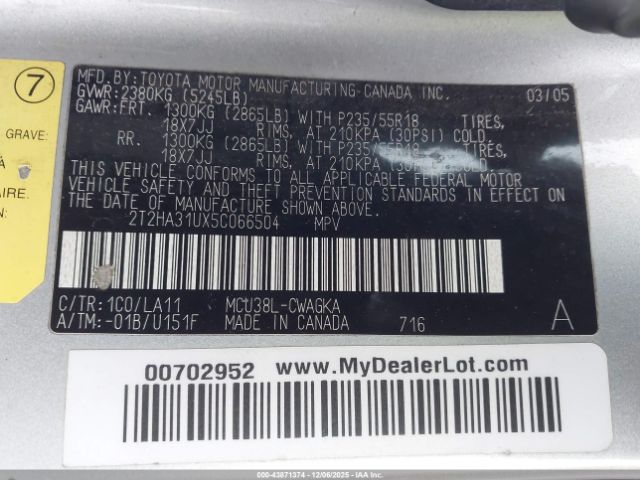 7
GRAVE:
À
AIRE.
MFD.BY:TOYOTA MOTOR MANUFACTURING CANADA INC. 03/05
GVWR:2380KG (5245LB)
GAWR:FRT. 1300KG (2865LB) WITH P235/55R18 TIRES,
18X7JJ RIMS, AT 210KPA (30PSI) COLD.
RR. 1300KG (2865LB) WITH P235/55R18 TIRES,
18X7JJ RIMS, AT 210KPA (30PSI) COLD.
THIS VEHICLE CONFORMS TO ALL APPLICABLE FEDERAL MOTOR
VEHICLE SAFETY AND THEFT PREVENTION STANDARDS IN EFFECT ON
THE DATE OF MANUFACTURE SHOWN ABOVE.
2T2HA31UX5C066504 MPV
C/TR:1C0/LA11 MCU38L-CWAGKA
A/TM:-01B/U151F MADE IN CANADA 716 A
00702952 www.MyDealerLot.com
000-43871374 - 12/06/2025 - IAA Inc.